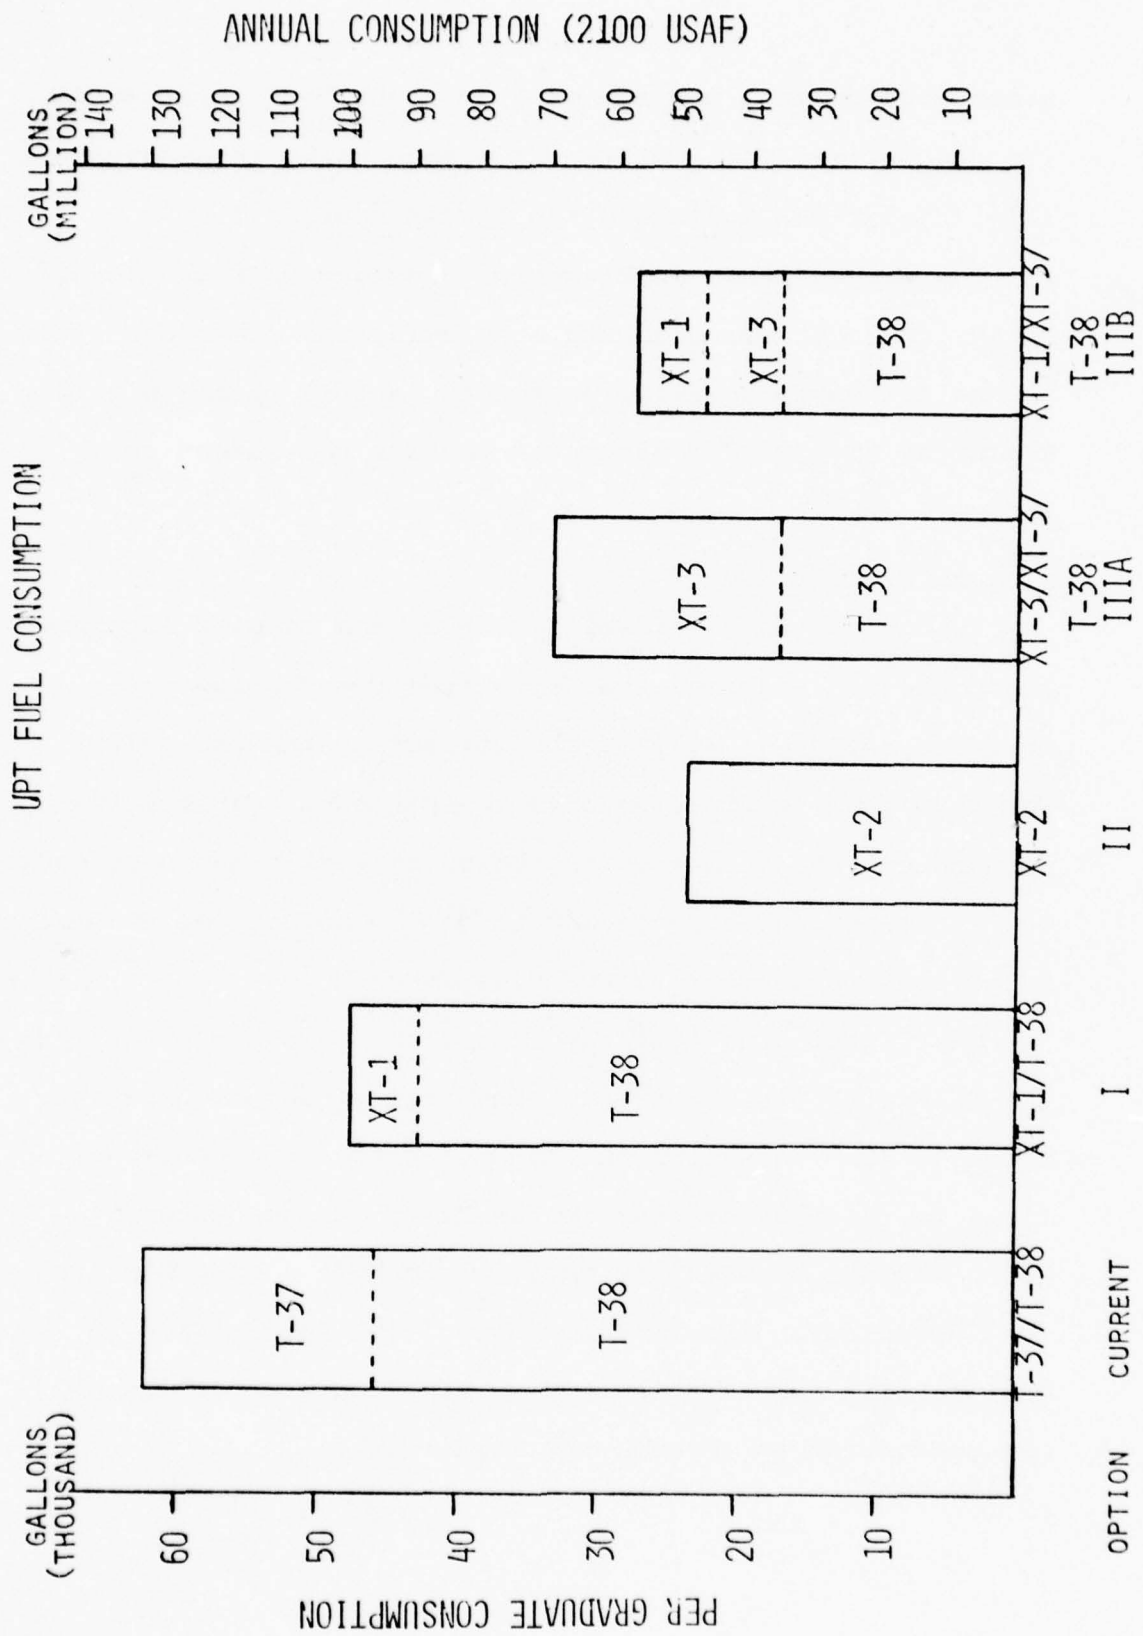 UPT FUEL CONSUMPTION
GALLONS
(THOUSAND)
60
50
40
30
20
10
PER GRADUATE CONSUMPTION
GALLONS
(MILLION)
140
130
120
110
100
90
80
70
60
50
40
30
20
10
ANNUAL CONSUMPTION (2100 USAF)
T-37
T-38
XT-1
T-38
XT-2
XT-3
T-38
XT-1
XT-3
T-38
T-37/T-38
XT-1/T-38
XT-2
XT-3/XT-37
T-38
XT-1/XT-37
T-38
OPTION CURRENT I II IIIA IIIB